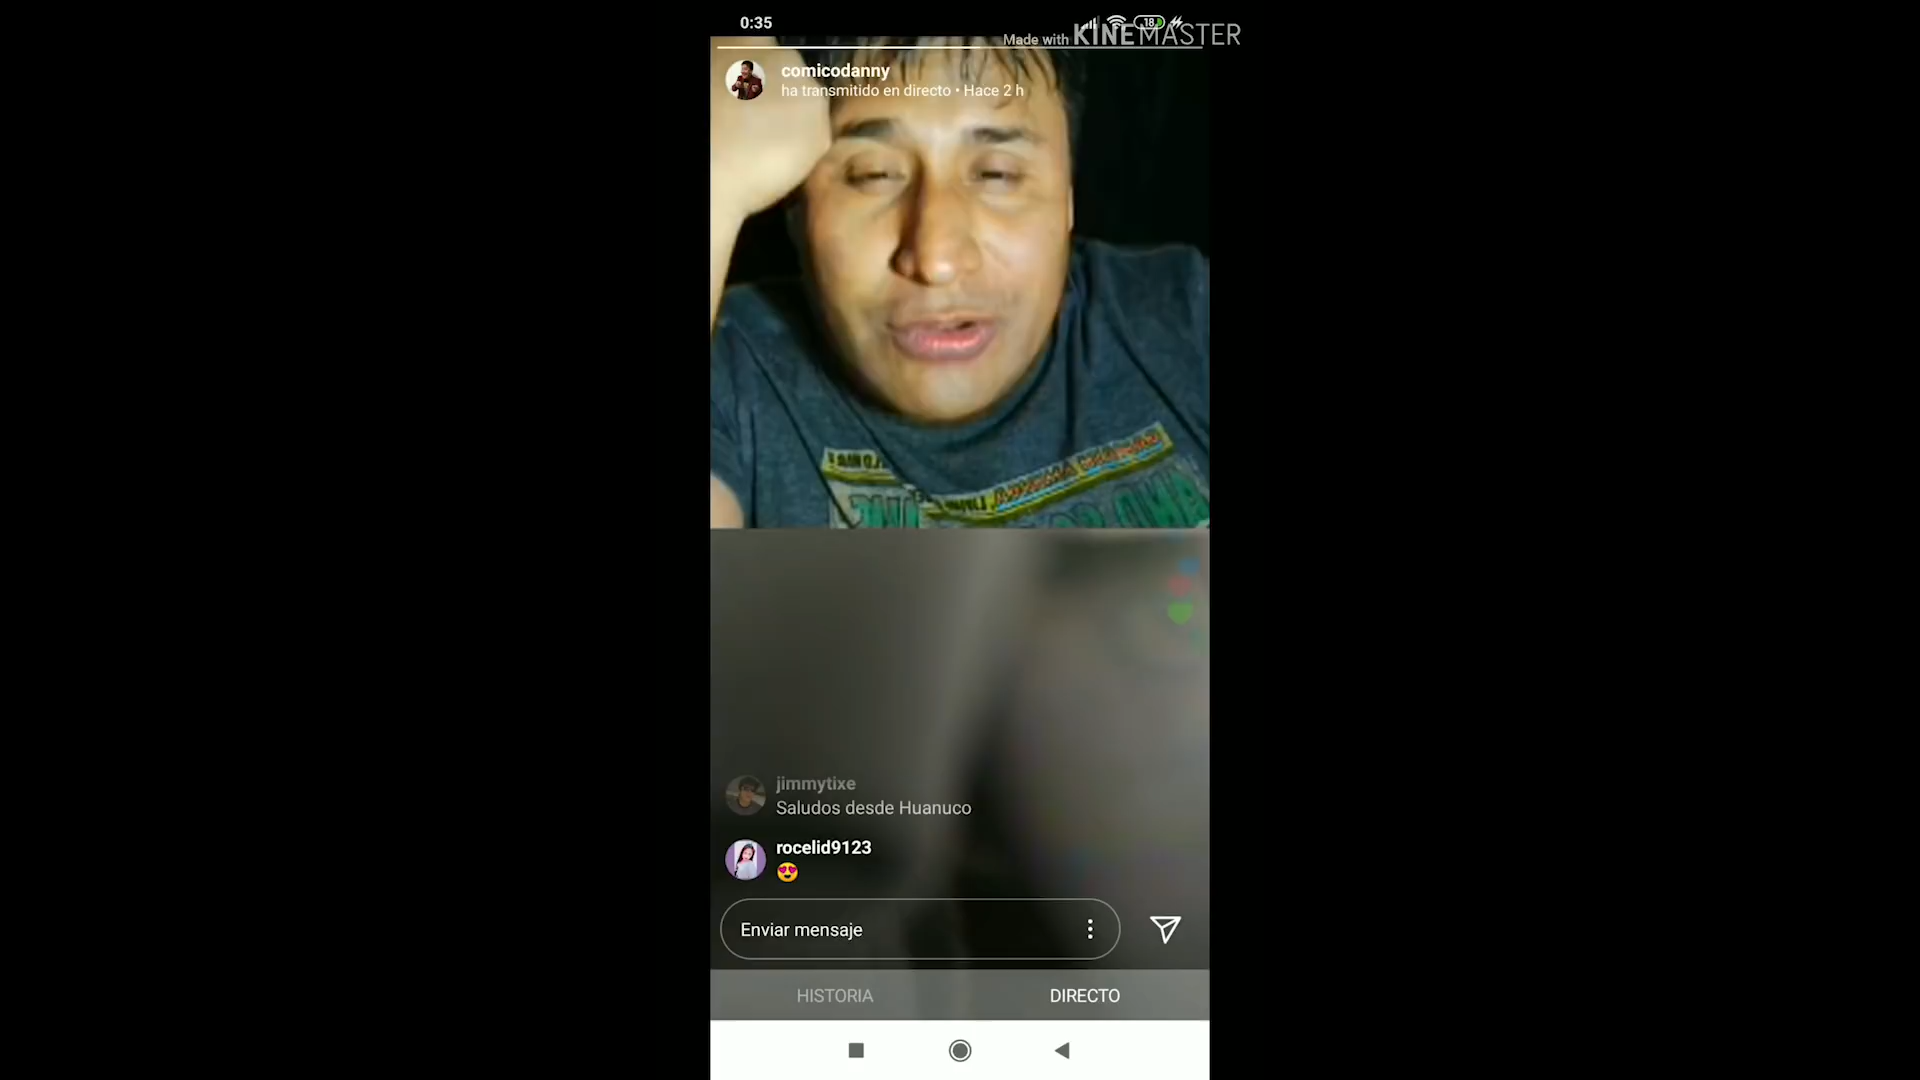 0:35
18
Made with KINEMASTER
comicodanny
ha transmitido en directo • Hace 2 h
jimmytixe
Saludos desde Huanuco
rocelid9123
😍
Enviar mensaje
HISTORIA
DIRECTO